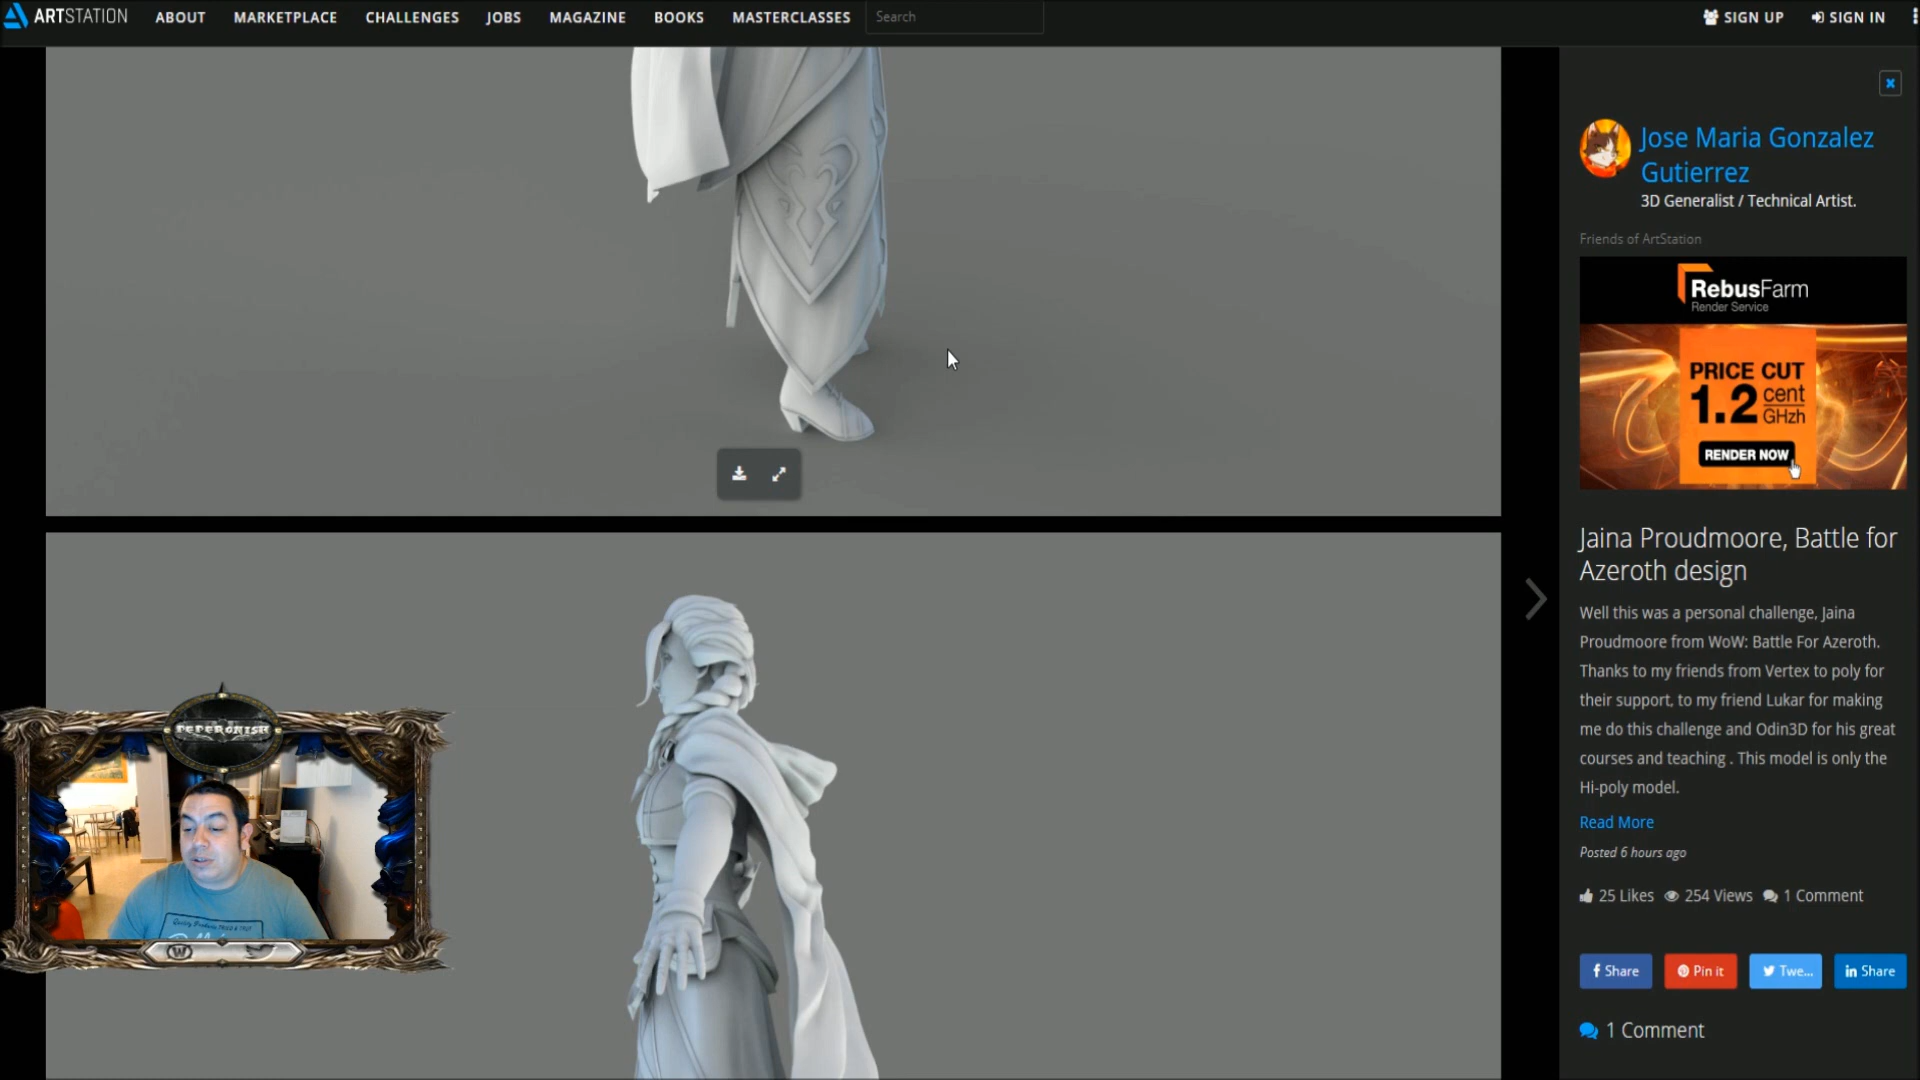 ARTSTATION
ABOUT
MARKETPLACE
CHALLENGES
JOBS
MAGAZINE
BOOKS
MASTERCLASSES
Search
SIGN UP
SIGN IN
Jose Maria Gonzalez
Gutierrez
3D Generalist / Technical Artist.
Friends of ArtStation
RebusFarm
Render Service
PRICE CUT
1.2 cent
GHzh
RENDER NOW
Jaina Proudmoore, Battle for
Azeroth design
Well this was a personal challenge, Jaina
Proudmoore from WoW: Battle For Azeroth.
Thanks to my friends from Vertex to poly for
their support, to my friend Lukar for making
me do this challenge and Odin3D for his great
courses and teaching . This model is only the
Hi-poly model.
Read More
Posted 6 hours ago
25 Likes 254 Views 1 Comment
Share
Pin it
Twe...
Share
1 Comment